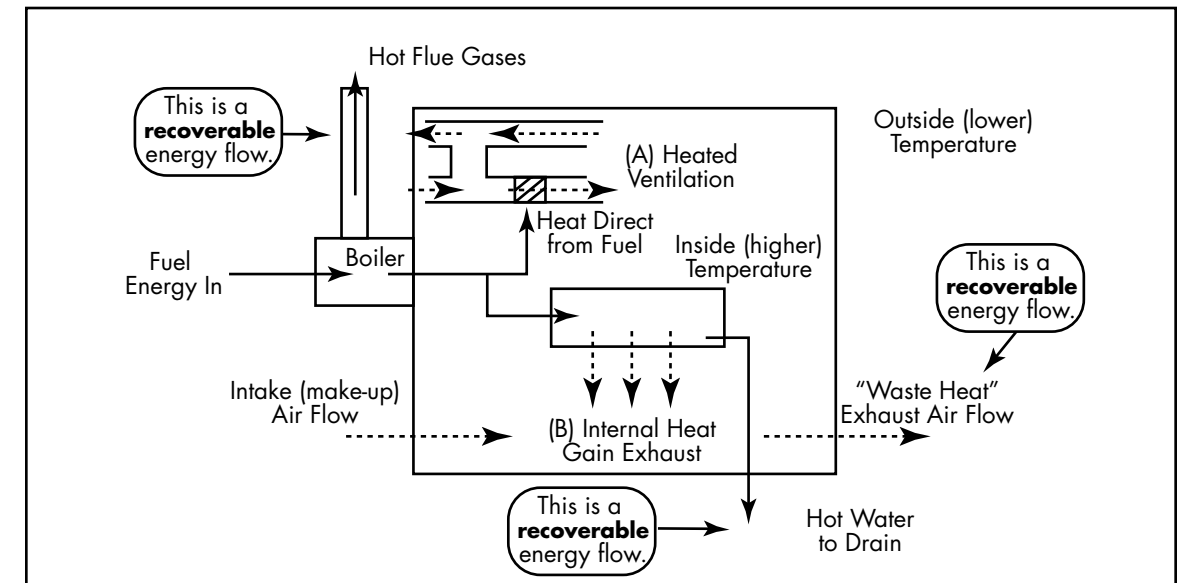 Hot Flue Gases
This is a
recoverable
energy flow.
Outside (lower)
Temperature
(A) Heated
Ventilation
Heat Direct
from Fuel
Boiler
Fuel
Energy In
Inside (higher)
Temperature
This is a
recoverable
energy flow.
Intake (make-up)
Air Flow
"Waste Heat"
Exhaust Air Flow
(B) Internal Heat
Gain Exhaust
This is a
recoverable
energy flow.
Hot Water
to Drain